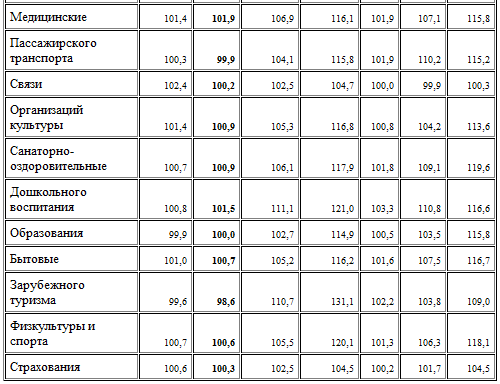 Медицинские 101,4 101,9 106,9 116,1 101,9 107,1 115,8
Пассажирского
транспорта 100,3 99,9 104,1 115,8 101,9 110,2 115,2
Связи 102,4 100,2 102,5 104,7 100,0 99,9 100,3
Организаций
культуры 101,4 100,9 105,3 116,8 100,8 104,2 113,6
Санаторно-
оздоровительные 100,7 100,9 106,1 117,9 101,8 109,1 119,6
Дошкольного
воспитания 100,8 101,5 111,1 121,0 103,3 110,8 116,6
Образования 99,9 100,0 102,7 114,9 100,5 103,5 115,8
Бытовые 101,0 100,7 105,2 116,2 101,6 107,5 116,7
Зарубежного
туризма 99,6 98,6 110,7 131,1 102,2 103,8 109,0
Физкультуры и
спорта 100,7 100,6 105,5 120,1 101,3 106,3 118,1
Страхования 100,6 100,3 102,5 104,5 100,2 101,7 104,5